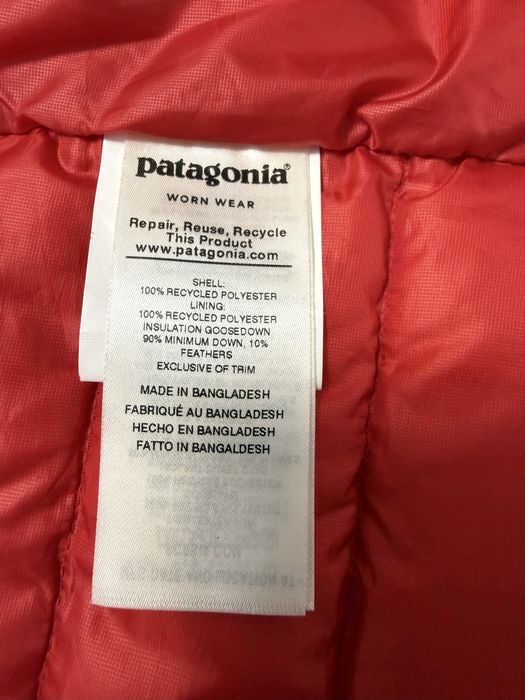 patagonia®
WORN WEAR
Repair, Reuse, Recycle
This Product
www.patagonia.com
SHELL:
100% RECYCLED POLYESTER
LINING:
100% RECYCLED POLYESTER
INSULATION GOOSEDOWN
90% MINIMUM DOWN, 10%
FEATHERS
EXCLUSIVE OF TRIM
MADE IN BANGLADESH
FABRIQUÉ AU BANGLADESH
HECHO EN BANGLADESH
FATTO IN BANGALDESH